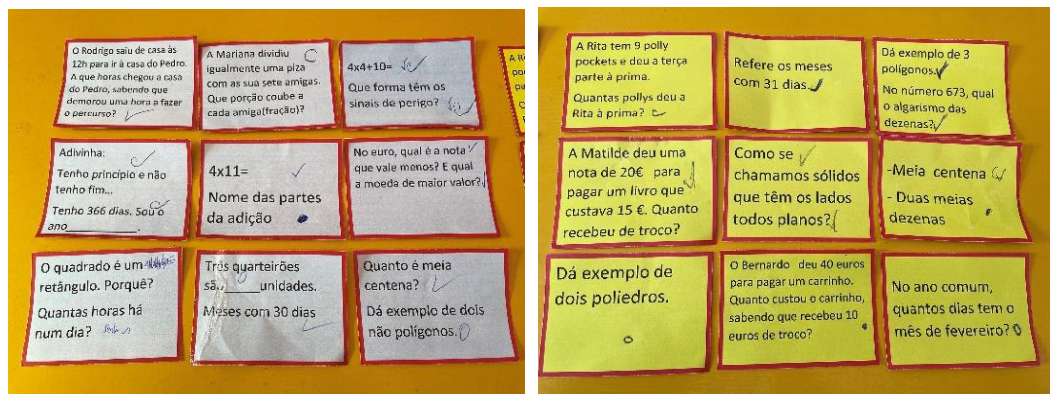 O Rodrigo saiu de casa às
12h para ir à casa do Pedro.
A que horas chegou a casa
do Pedro, sabendo que
demorou uma hora a fazer
o percurso?
A Mariana dividiu
igualmente uma piza
com as sua sete amigas.
Que porção coube a
cada amiga(fração)?
4x4+10=
Que forma têm os
sinais de perigo?
Adivinha:
Tenho princípio e não
tenho fim...
Tenho 366 dias. Sou o
ano____________.
4x11=
Nome das partes
da adição
No euro, qual é a nota
que vale menos? E qual
a moeda de maior valor?
O quadrado é um
retângulo. Porquê?
Quantas horas há
num dia?
Três quarteirões
são______unidades.
Meses com 30 dias
Quanto é meia
centena?
Dá exemplo de dois
não polígonos.
A Rita tem 9 polly
pockets e deu a terça
parte à prima.
Quantas pollys deu a
Rita à prima?
Refere os meses
com 31 dias.
Dá exemplo de 3
polígonos.
No número 673, qual
o algarismo das
dezenas?
A Matilde deu uma
nota de 20€ para
pagar um livro que
custava 15 €. Quanto
recebeu de troco?
Como se
chamamos sólidos
que têm os lados
todos planos?
-Meia centena
- Duas meias
dezenas
Dá exemplo de
dois poliedros.
O Bernardo deu 40 euros
para pagar um carrinho.
Quanto custou o carrinho,
sabendo que recebeu 10
euros de troco?
No ano comum,
quantos dias tem o
mês de fevereiro?